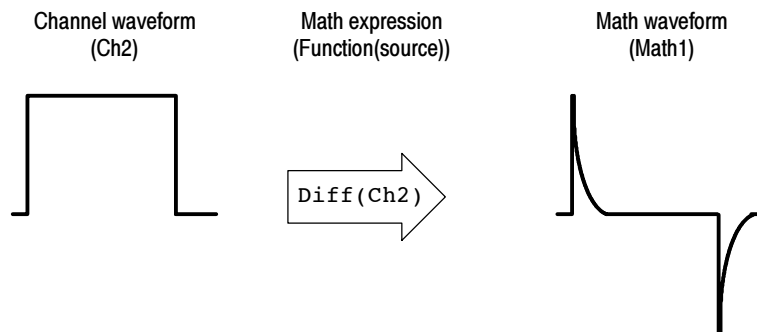 Channel waveform
(Ch2)
Math expression
(Function(source))
Math waveform
(Math1)
Diff(Ch2)